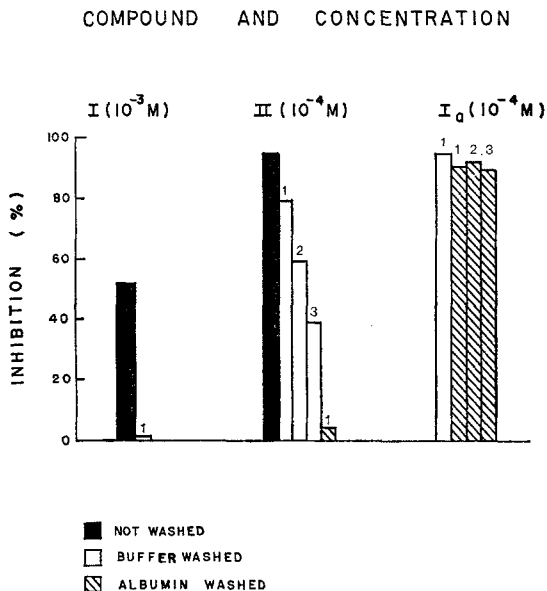 COMPOUND AND CONCENTRATION
I (10⁻³M) III (10⁻⁴M) Ia (10⁻⁴M)
INHIBITION (%)
100
80
60
40
20
0
1
1
2
3
1
1
1
2
3
NOT WASHED
BUFFER WASHED
ALBUMIN WASHED